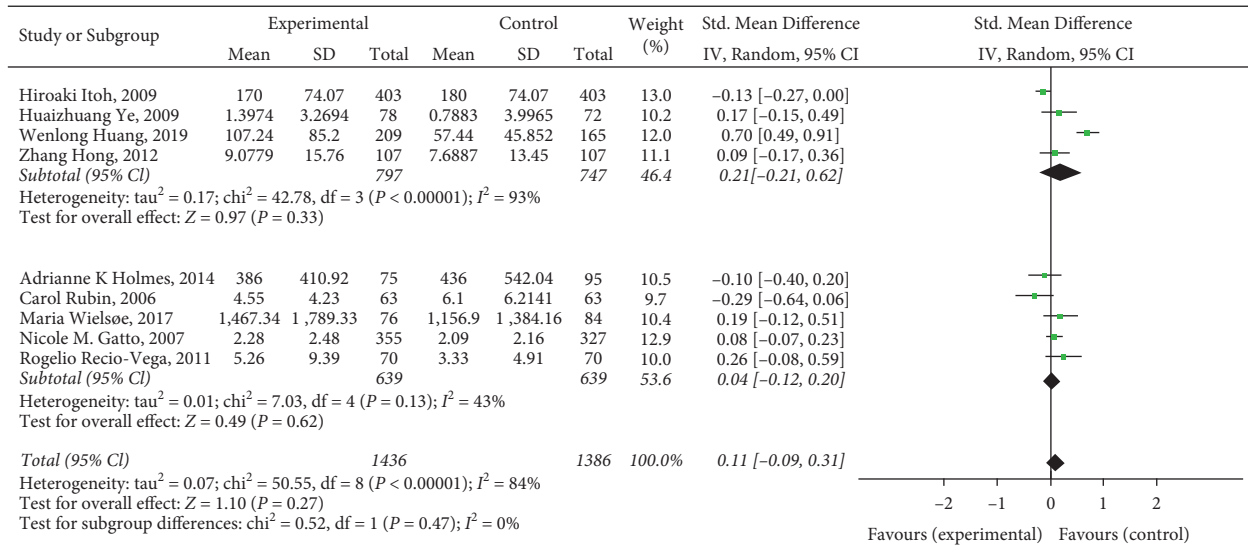 Study or Subgroup Experimental Control Weight (%) Std. Mean Difference Std. Mean Difference
Mean SD Total Mean SD Total IV, Random, 95% CI IV, Random, 95% CI
Hiroaki Itoh, 2009 170 74.07 403 180 74.07 403 13.0 −0.13 [−0.27, 0.00]
Huaizhuang Ye, 2009 1.3974 3.2694 78 0.7883 3.9965 72 10.2 0.17 [−0.15, 0.49]
Wenlong Huang, 2019 107.24 85.2 209 57.44 45.852 165 12.0 0.70 [0.49, 0.91]
Zhang Hong, 2012 9.0779 15.76 107 7.6887 13.45 107 11.1 0.09 [−0.17, 0.36]
Subtotal (95% Cl) 797 747 46.4 0.21[−0.21, 0.62]
Heterogeneity: tau² = 0.17; chi² = 42.78, df = 3 (P < 0.00001); I² = 93%
Test for overall effect: Z = 0.97 (P = 0.33)
Adrianne K Holmes, 2014 386 410.92 75 436 542.04 95 10.5 −0.10 [−0.40, 0.20]
Carol Rubin, 2006 4.55 4.23 63 6.1 6.2141 63 9.7 −0.29 [−0.64, 0.06]
Maria Wielsøe, 2017 1,467.34 1 ,789.33 76 1,156.9 1 ,384.16 84 10.4 0.19 [−0.12, 0.51]
Nicole M. Gatto, 2007 2.28 2.48 355 2.09 2.16 327 12.9 0.08 [−0.07, 0.23]
Rogelio Recio-Vega, 2011 5.26 9.39 70 3.33 4.91 70 10.0 0.26 [−0.08, 0.59]
Subtotal (95% Cl) 639 639 53.6 0.04 [−0.12, 0.20]
Heterogeneity: tau² = 0.01; chi² = 7.03, df = 4 (P = 0.13); I² = 43%
Test for overall effect: Z = 0.49 (P = 0.62)
Total (95% Cl) 1436 1386 100.0% 0.11 [−0.09, 0.31]
Heterogeneity: tau² = 0.07; chi² = 50.55, df = 8 (P < 0.00001); I² = 84%
Test for overall effect: Z = 1.10 (P = 0.27)
Test for subgroup differences: chi² = 0.52, df = 1 (P = 0.47); I² = 0%
−2 −1 0 1 2
Favours (experimental) Favours (control)